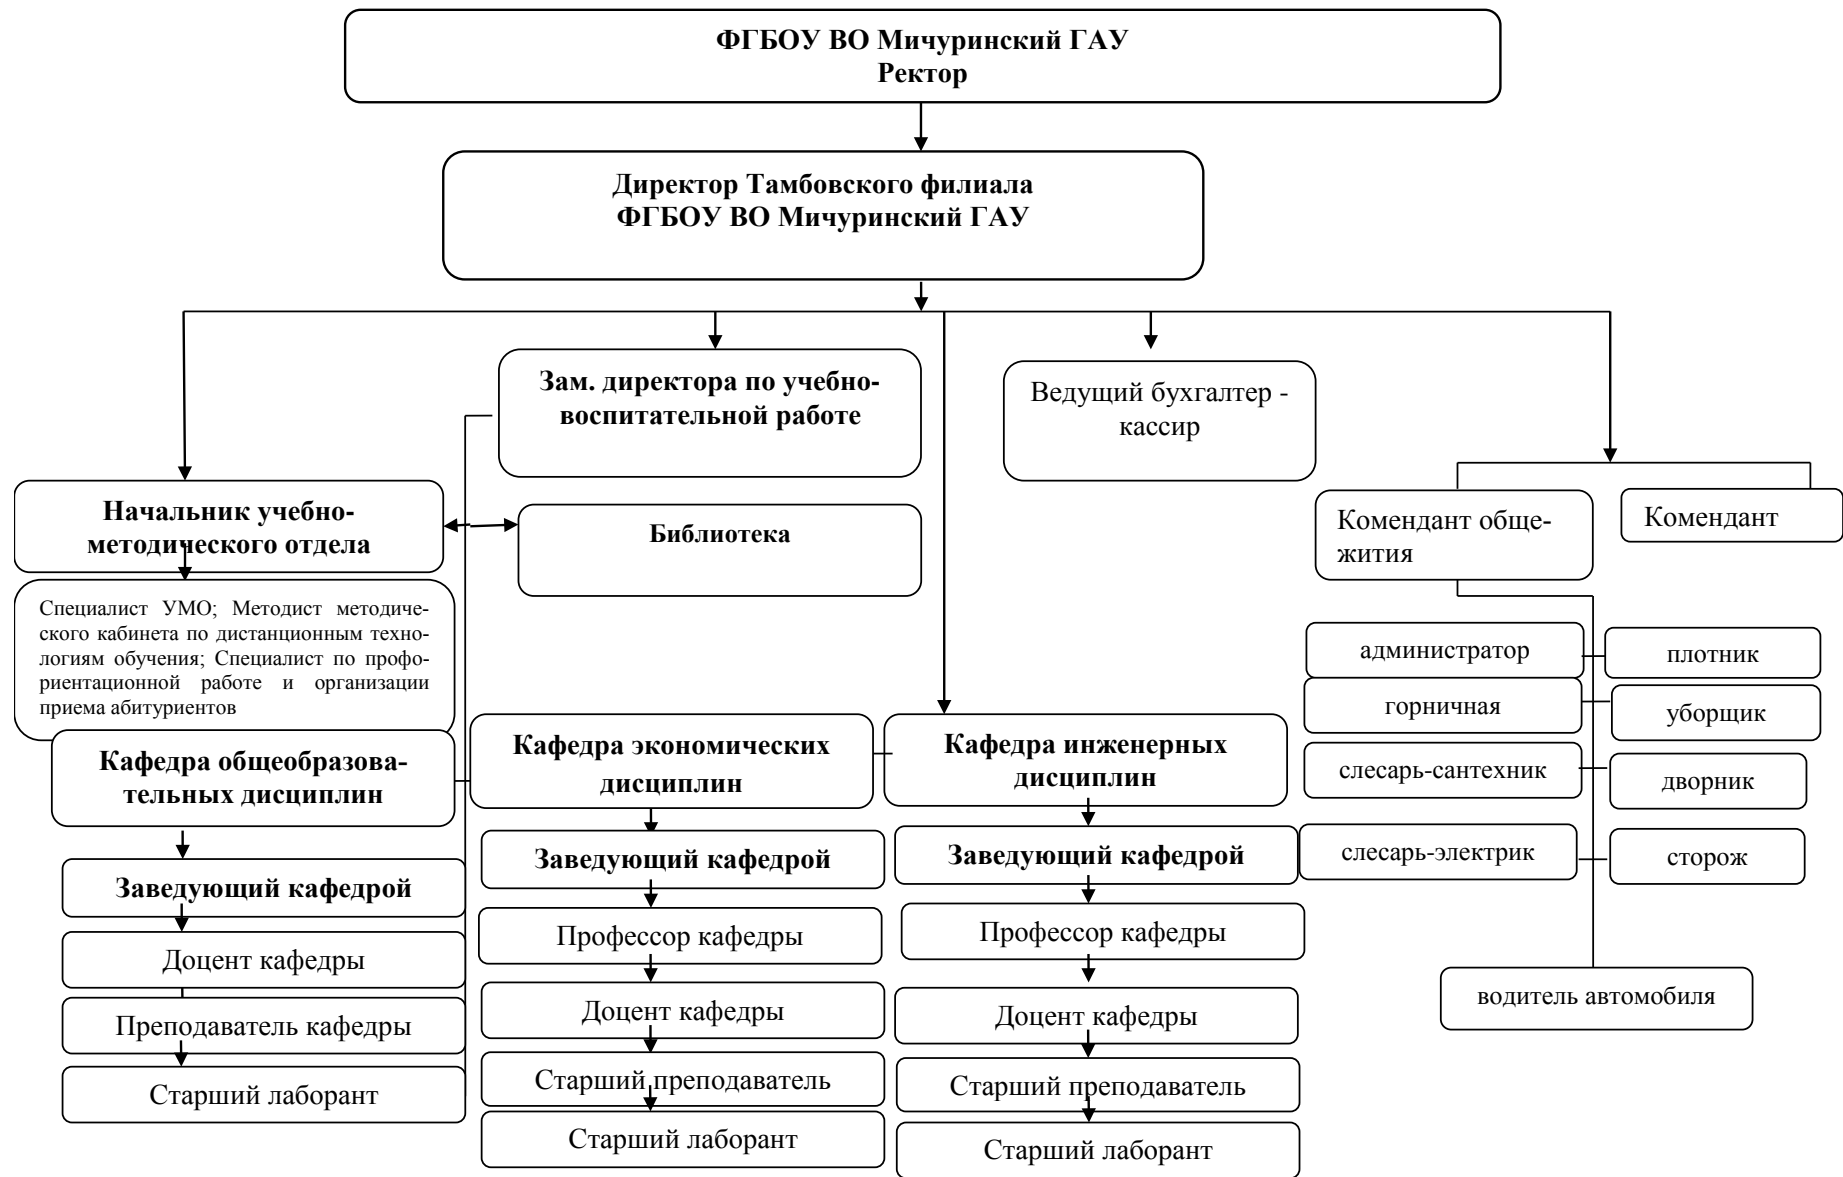 ФГБОУ ВО Мичуринский ГАУ
Ректор
Директор Тамбовского филиала
ФГБОУ ВО Мичуринский ГАУ
Зам. директора по учебно-
воспитательной работе
Ведущий бухгалтер -
кассир
Начальник учебно-
методического отдела
Библиотека
Комендант обще-
жития
Комендант
Специалист УМО; Методист методиче-
ского кабинета по дистанционным техно-
логиям обучения; Специалист по профо-
риентационной работе и организации
приема абитуриентов
администратор
плотник
горничная
уборщик
слесарь-сантехник
дворник
слесарь-электрик
сторож
водитель автомобиля
Кафедра общеобразова-
тельных дисциплин
Заведующий кафедрой
Доцент кафедры
Преподаватель кафедры
Старший лаборант
Кафедра экономических
дисциплин
Заведующий кафедрой
Профессор кафедры
Доцент кафедры
Старший преподаватель
Старший лаборант
Кафедра инженерных
дисциплин
Заведующий кафедрой
Профессор кафедры
Доцент кафедры
Старший преподаватель
Старший лаборант